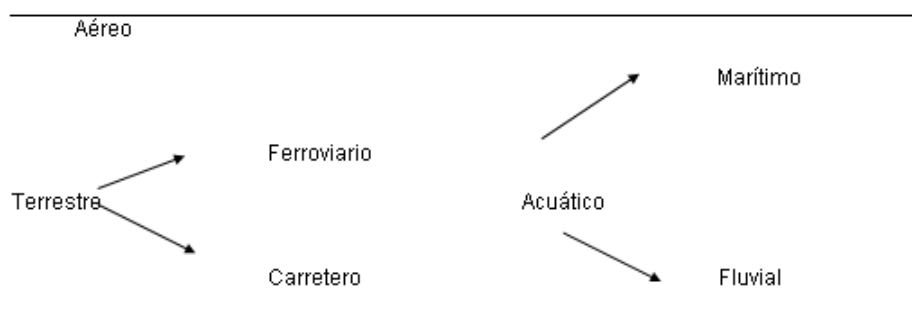 Aéreo
Marítimo
Ferroviario
Terrestre
Acuático
Carretero
Fluvial